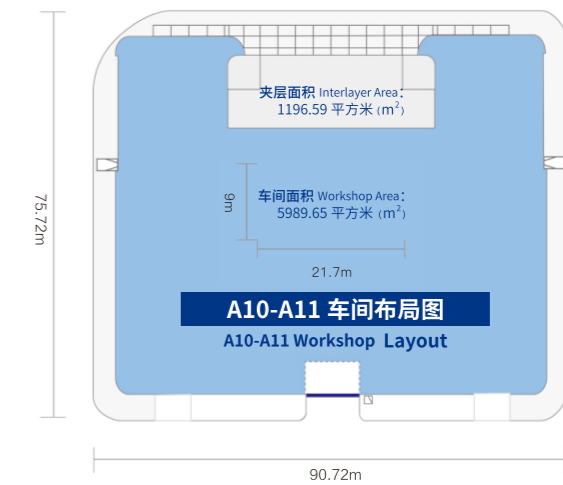 夹层面积 Interlayer Area：
1196.59 平方米（m²）
车间面积 Workshop Area：
5989.65 平方米（m²）
9m
75.72m
21.7m
A10-A11 车间布局图
A10-A11 Workshop Layout
90.72m